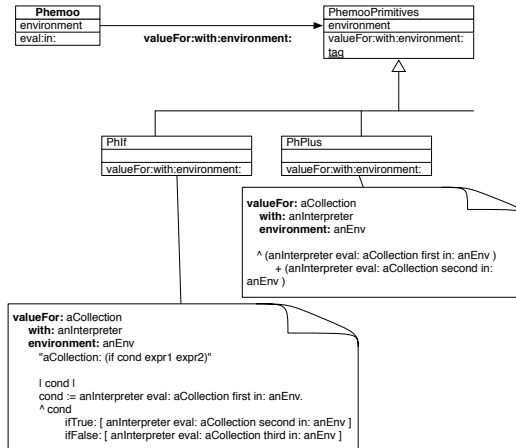 Phemoo
environment
eval:in:
valueFor:with:environment:
PhemooPrimitives
environment
valueFor:with:environment:
tag
PhIf
valueFor:with:environment:
PhPlus
valueFor:with:environment:
valueFor: aCollection
with: anInterpreter
environment: anEnv
^ (anInterpreter eval: aCollection first in: anEnv )
+ (anInterpreter eval: aCollection second in:
anEnv )
valueFor: aCollection
with: anInterpreter
environment: anEnv
"aCollection: (if cond expr1 expr2)"
| cond |
cond := anInterpreter eval: aCollection first in: anEnv.
^ cond
ifTrue: [ anInterpreter eval: aCollection second in: anEnv ]
ifFalse: [ anInterpreter eval: aCollection third in: anEnv ]